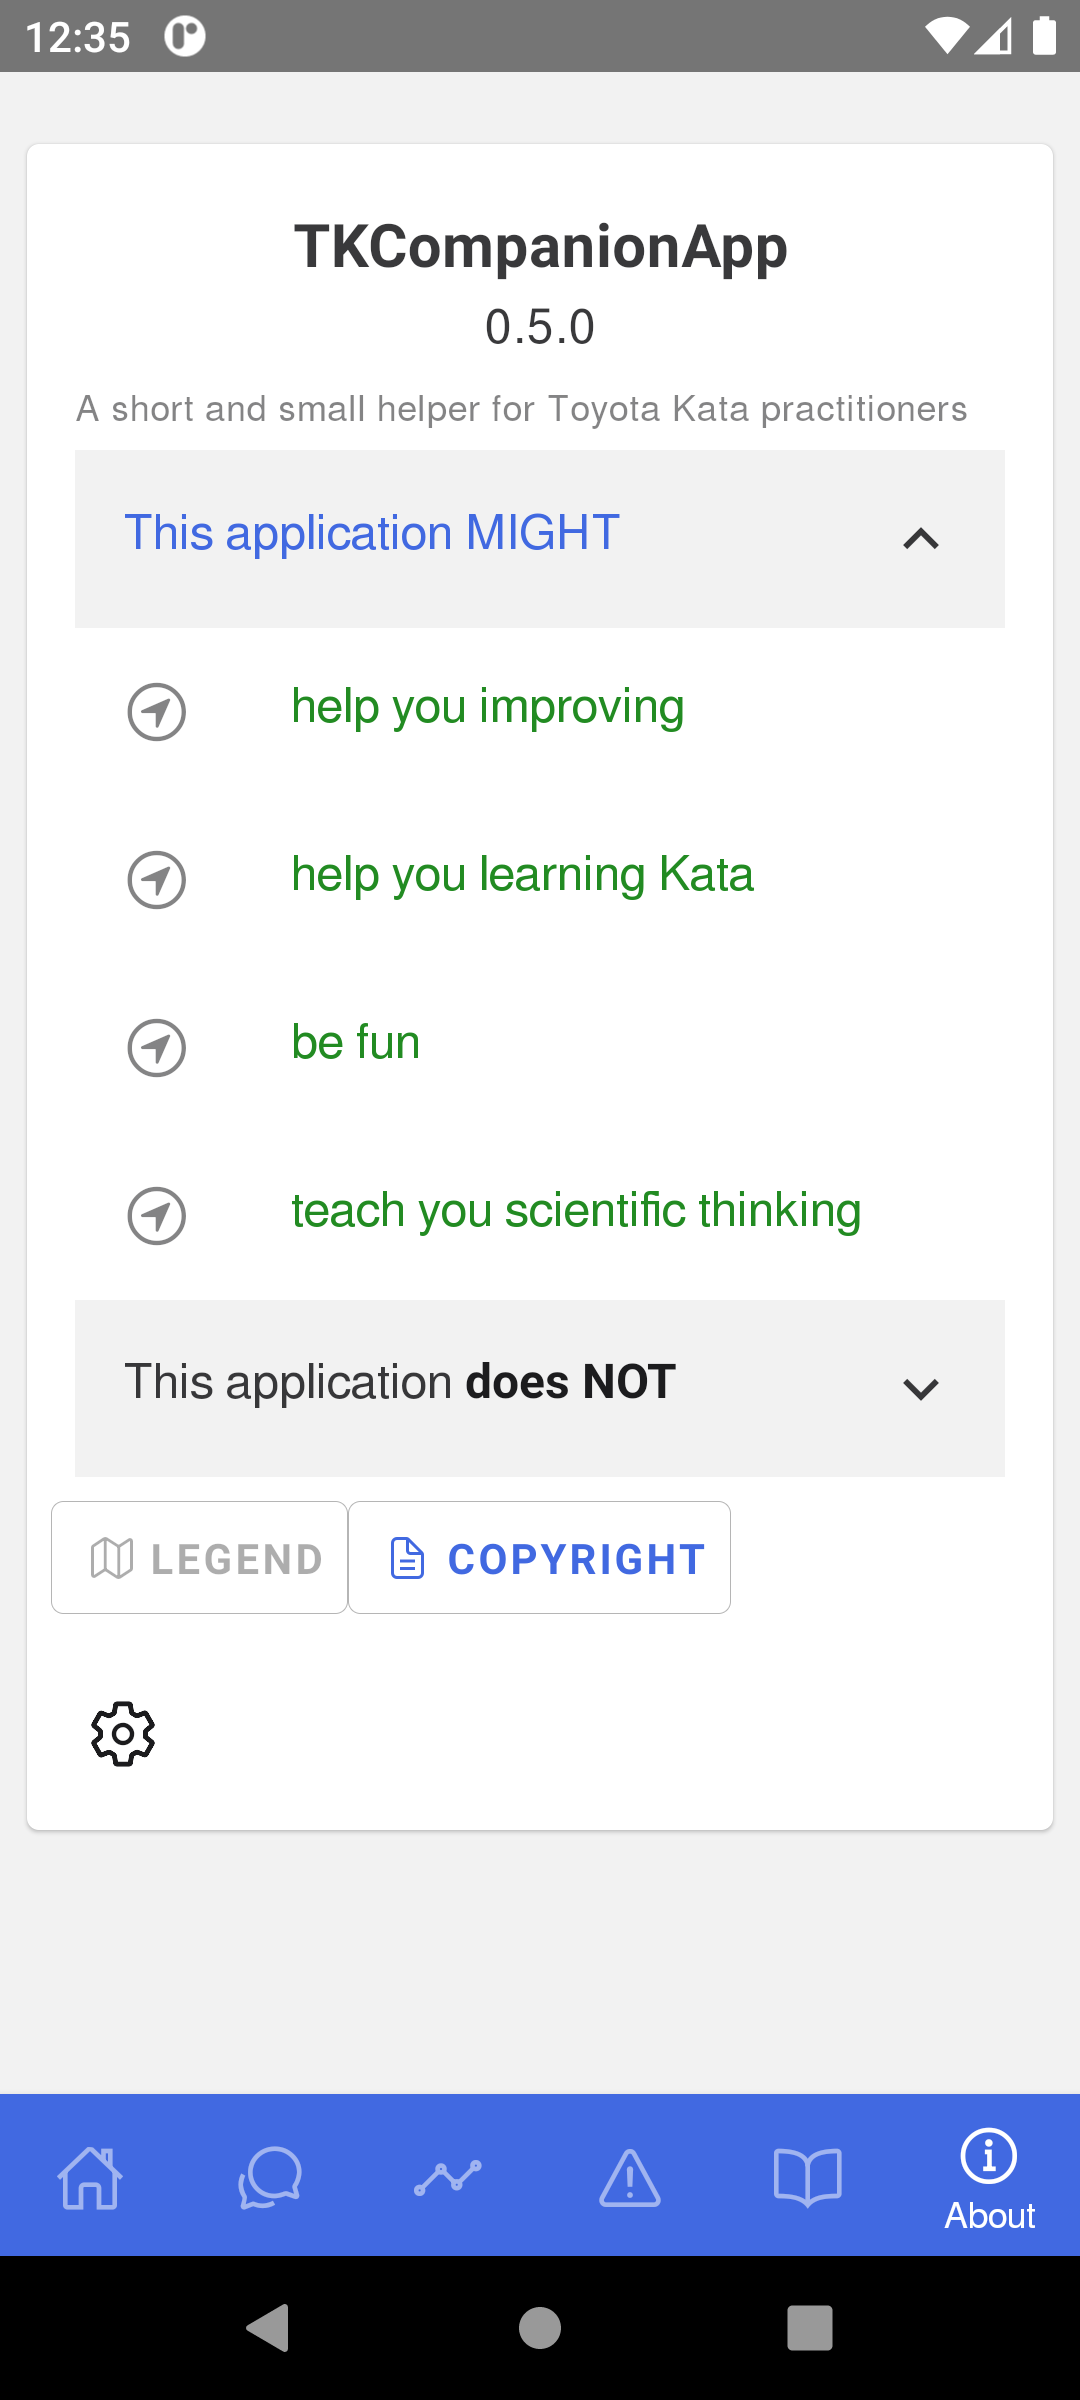 12:35
TKCompanionApp
0.5.0
A short and small helper for Toyota Kata practitioners
This application MIGHT
help you improving
help you learning Kata
be fun
teach you scientific thinking
This application does NOT
LEGEND COPYRIGHT
About